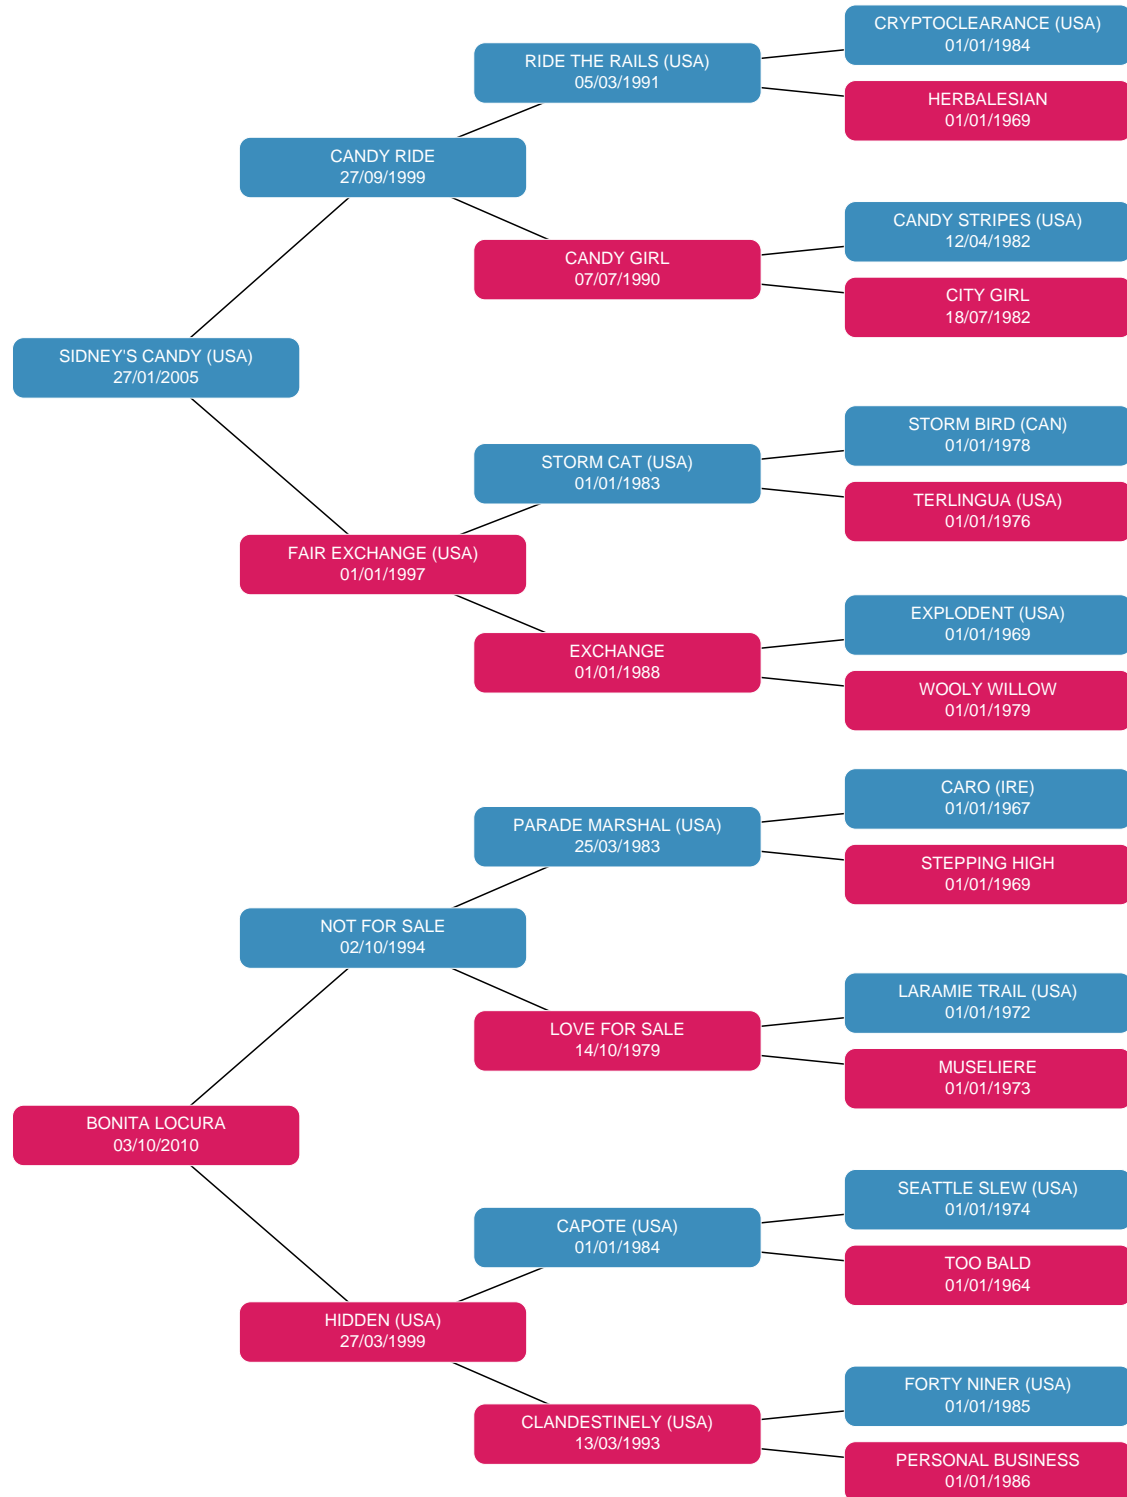 CRYPTOCLEARANCE (USA)
01/01/1984
RIDE THE RAILS (USA)
05/03/1991
HERBALESIAN
01/01/1969
CANDY RIDE
27/09/1999
CANDY STRIPES (USA)
12/04/1982
CANDY GIRL
07/07/1990
CITY GIRL
18/07/1982
SIDNEY'S CANDY (USA)
27/01/2005
STORM BIRD (CAN)
01/01/1978
STORM CAT (USA)
01/01/1983
TERLINGUA (USA)
01/01/1976
FAIR EXCHANGE (USA)
01/01/1997
EXPLODENT (USA)
01/01/1969
EXCHANGE
01/01/1988
WOOLY WILLOW
01/01/1979
CARO (IRE)
01/01/1967
PARADE MARSHAL (USA)
25/03/1983
STEPPING HIGH
01/01/1969
NOT FOR SALE
02/10/1994
LARAMIE TRAIL (USA)
01/01/1972
LOVE FOR SALE
14/10/1979
MUSELIERE
01/01/1973
BONITA LOCURA
03/10/2010
SEATTLE SLEW (USA)
01/01/1974
CAPOTE (USA)
01/01/1984
TOO BALD
01/01/1964
HIDDEN (USA)
27/03/1999
FORTY NINER (USA)
01/01/1985
CLANDESTINELY (USA)
13/03/1993
PERSONAL BUSINESS
01/01/1986